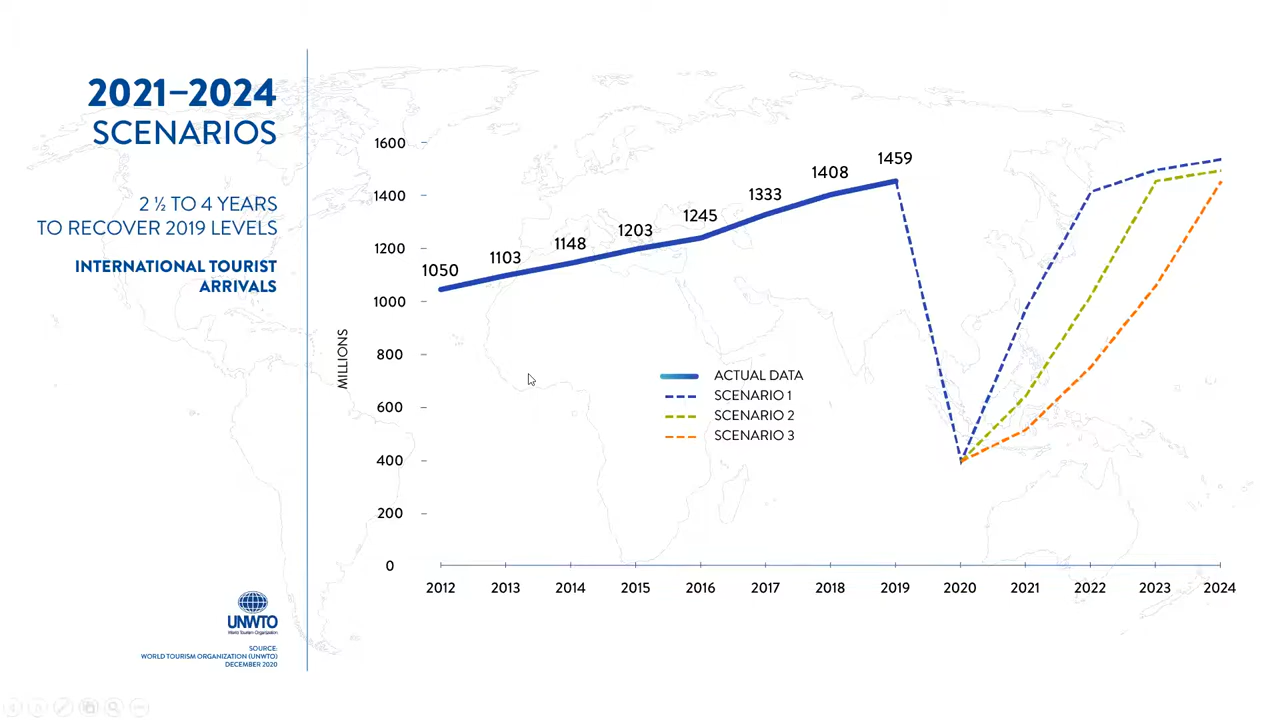 2021–2024
SCENARIOS
2 ½ TO 4 YEARS
TO RECOVER 2019 LEVELS
INTERNATIONAL TOURIST
ARRIVALS
UNWTO
World Tourism Organization
SOURCE:
WORLD TOURISM ORGANIZATION (UNWTO)
DECEMBER 2020
MILLIONS
1600
1400
1200
1000
800
600
400
200
0
1050
1103
1148
1203
1245
1333
1408
1459
ACTUAL DATA
SCENARIO 1
SCENARIO 2
SCENARIO 3
2012 2013 2014 2015 2016 2017 2018 2019 2020 2021 2022 2023 2024